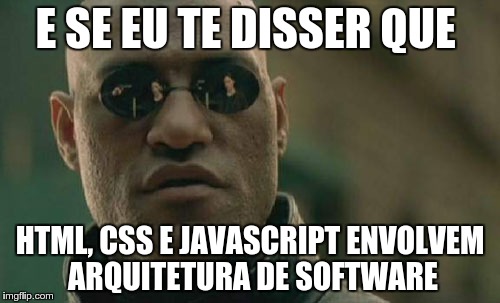 E SE EU TE DISSER QUE
HTML, CSS E JAVASCRIPT ENVOLVEM
ARQUITETURA DE SOFTWARE
imgflip.com